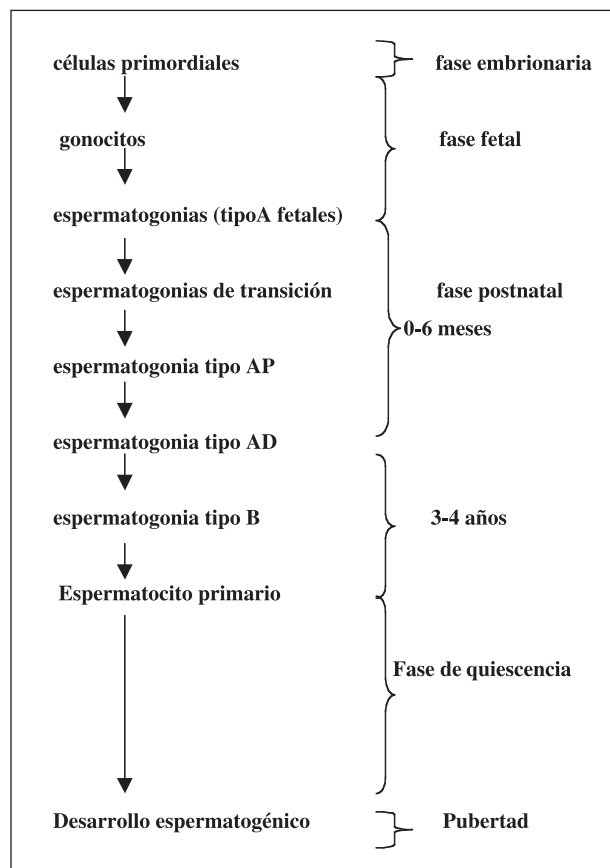 células primordiales fase embrionaria
gonocitos fase fetal
espermatogonias (tipoA fetales)
espermatogonias de transición fase postnatal
0-6 meses
espermatogonia tipo AP
espermatogonia tipo AD
espermatogonia tipo B 3-4 años
Espermatocito primario
Fase de quiescencia
Desarrollo espermatogénico Pubertad